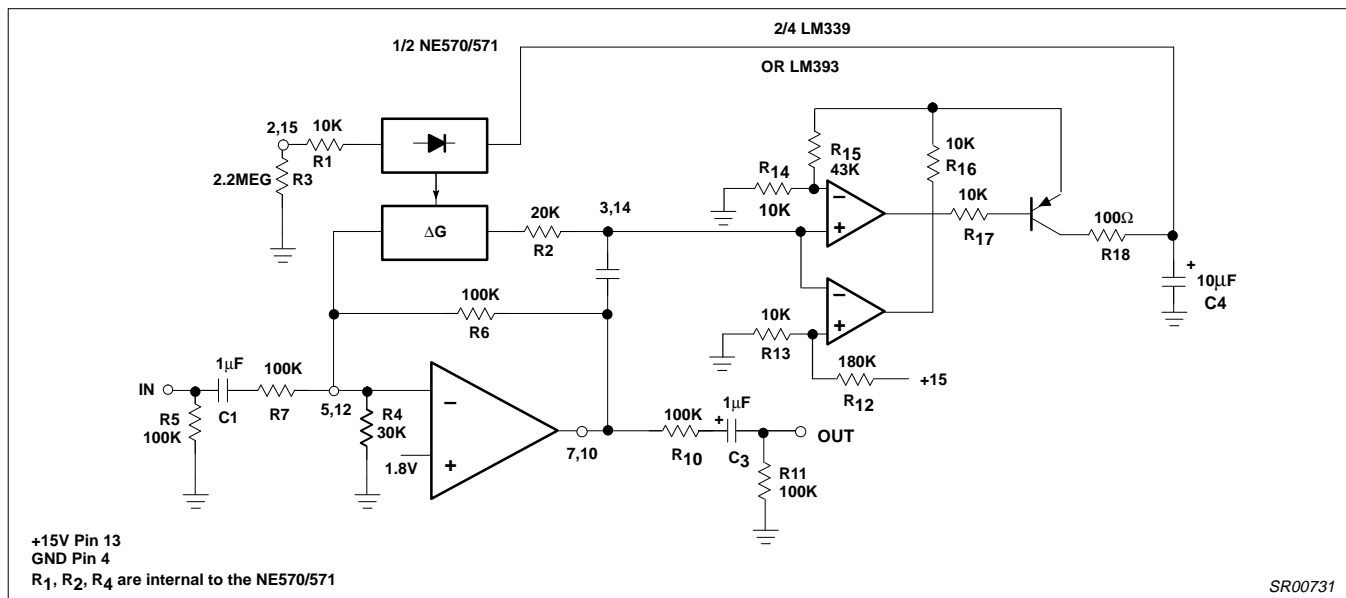 2/4 LM339
1/2 NE570/571
OR LM393
2,15
10K
R1
2.2MEG
R3
ΔG
20K
R2
3,14
R15
43K
R14
10K
10K
R16
10K
R17
100Ω
R18
+
10µF
C4
100K
R6
10K
R13
180K
R12
+15
−
+
−
+
IN
1µF
C1
100K
R7
R5
100K
5,12
R4
30K
1.8V
−
+
7,10
100K
R10
+
1µF
C3
OUT
R11
100K
+15V Pin 13
GND Pin 4
R1, R2, R4 are internal to the NE570/571
SR00731